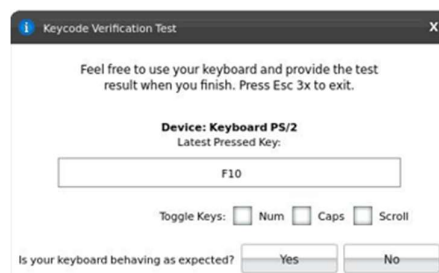 Keycode Verification Test X
Feel free to use your keyboard and provide the test
result when you finish. Press Esc 3x to exit.
Device: Keyboard PS/2
Latest Pressed Key:
F10
Toggle Keys: Num Caps Scroll
Is your keyboard behaving as expected? Yes No